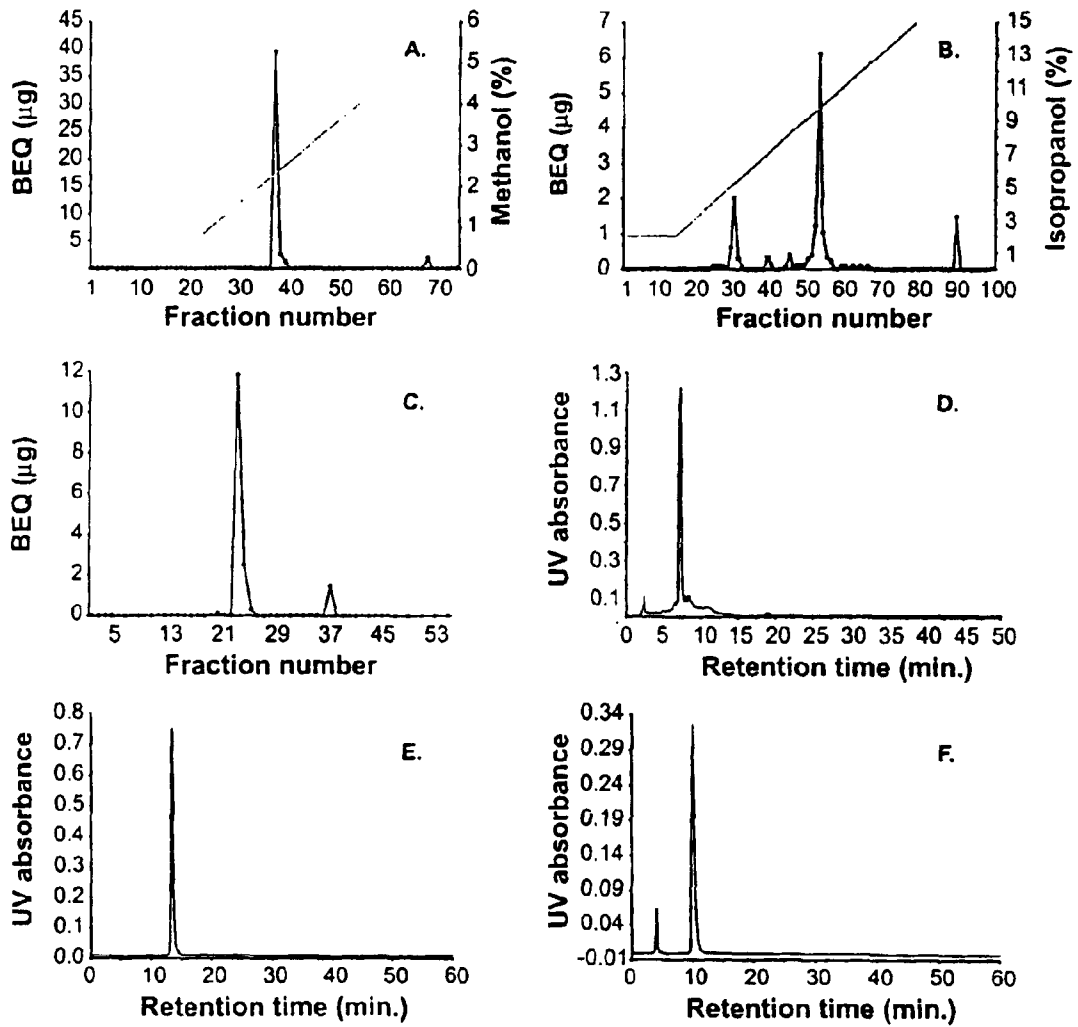 A.
BEQ (µg)
45
40
35
30
25
20
15
10
5
6
5
4
3
2
1
0
Methanol (%)
1 10 20 30 40 50 60 70
Fraction number
B.
BEQ (µg)
7
6
5
4
3
2
1
0
15
13
11
9
7
5
3
1
Isopropanol (%)
1 10 20 30 40 50 60 70 80 90 100
Fraction number
C.
BEQ (µg)
12
10
8
6
4
2
0
5 13 21 29 37 45 53
Fraction number
D.
UV absorbance
1.3
1.1
0.9
0.7
0.5
0.3
0.1
0 5 10 15 20 25 30 35 40 45 50
Retention time (min.)
E.
UV absorbance
0.8
0.7
0.6
0.5
0.4
0.3
0.2
0.1
0.0
0 10 20 30 40 50 60
Retention time (min.)
F.
UV absorbance
0.34
0.29
0.24
0.19
0.14
0.09
0.04
-0.01
0 10 20 30 40 50 60
Retention time (min.)